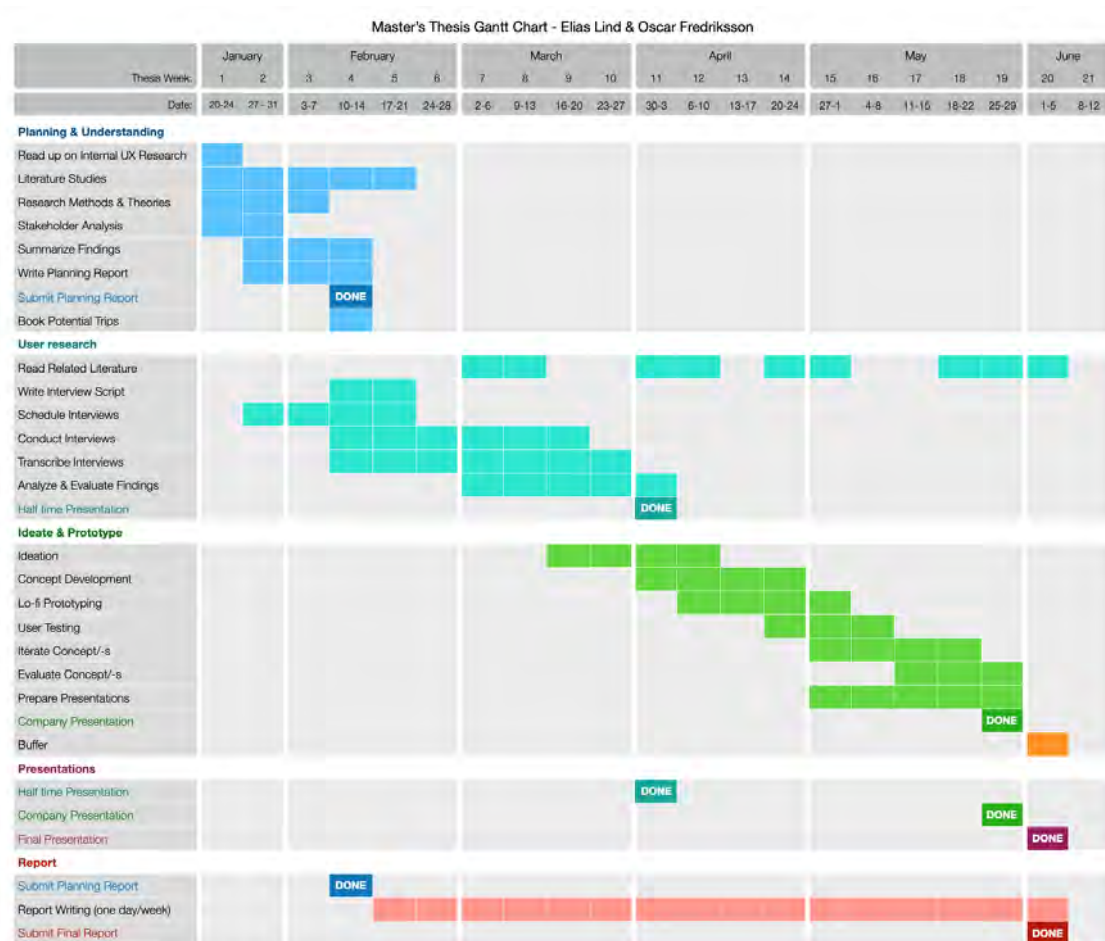 Master's Thesis Gantt Chart - Elias Lind & Oscar Fredriksson
January February March April May June
Thesis Week: 1 2 3 4 5 6 7 8 9 10 11 12 13 14 15 16 17 18 19 20 21
Date: 20-24 27-31 3-7 10-14 17-21 24-28 2-6 9-13 16-20 23-27 30-3 6-10 13-17 20-24 27-1 4-8 11-15 18-22 25-29 1-5 8-12
Planning & Understanding
Read up on Internal UX Research
Literature Studies
Research Methods & Theories
Stakeholder Analysis
Summarize Findings
Write Planning Report
Submit Planning Report DONE
Book Potential Trips
User research
Read Related Literature
Write Interview Script
Schedule Interviews
Conduct Interviews
Transcribe Interviews
Analyze & Evaluate Findings
Half time Presentation DONE
Ideate & Prototype
Ideation
Concept Development
Lo-fi Prototyping
User Testing
Iterate Concept/-s
Evaluate Concept/-s
Prepare Presentations
Company Presentation DONE
Buffer
Presentations
Half time Presentation DONE
Company Presentation DONE
Final Presentation DONE
Report
Submit Planning Report DONE
Report Writing (one day/week)
Submit Final Report DONE